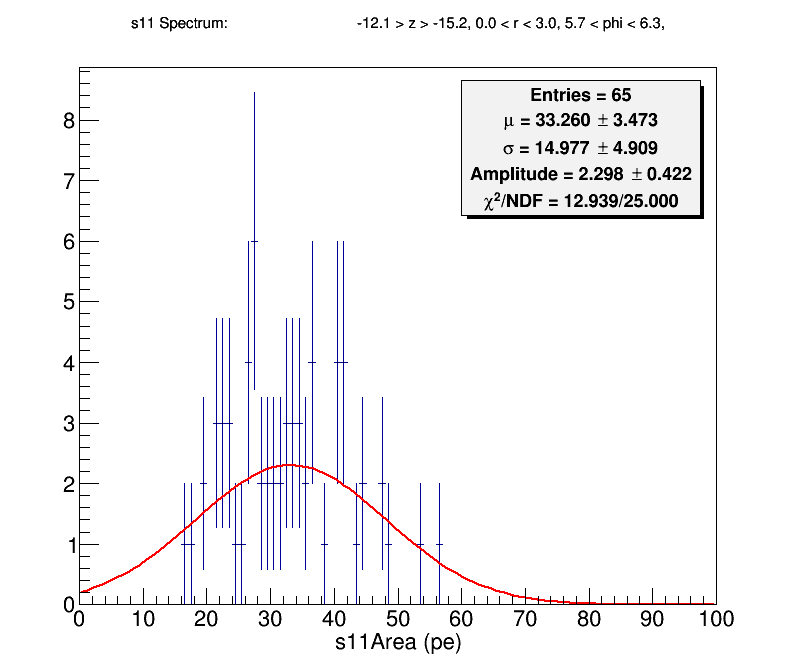 s11 Spectrum: -12.1 > z > -15.2, 0.0 < r < 3.0, 5.7 < phi < 6.3,
Entries = 65
μ = 33.260 ± 3.473
σ = 14.977 ± 4.909
Amplitude = 2.298 ± 0.422
χ²/NDF = 12.939/25.000
8
7
6
5
4
3
2
1
0
0 10 20 30 40 50 60 70 80 90 100
s11Area (pe)